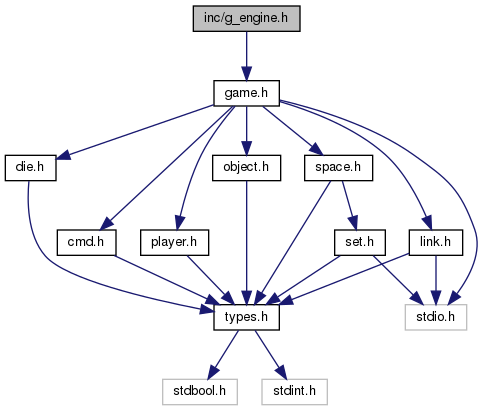 inc/g_engine.h
game.h
die.h
object.h
space.h
cmd.h
player.h
set.h
link.h
types.h
stdio.h
stdbool.h
stdint.h